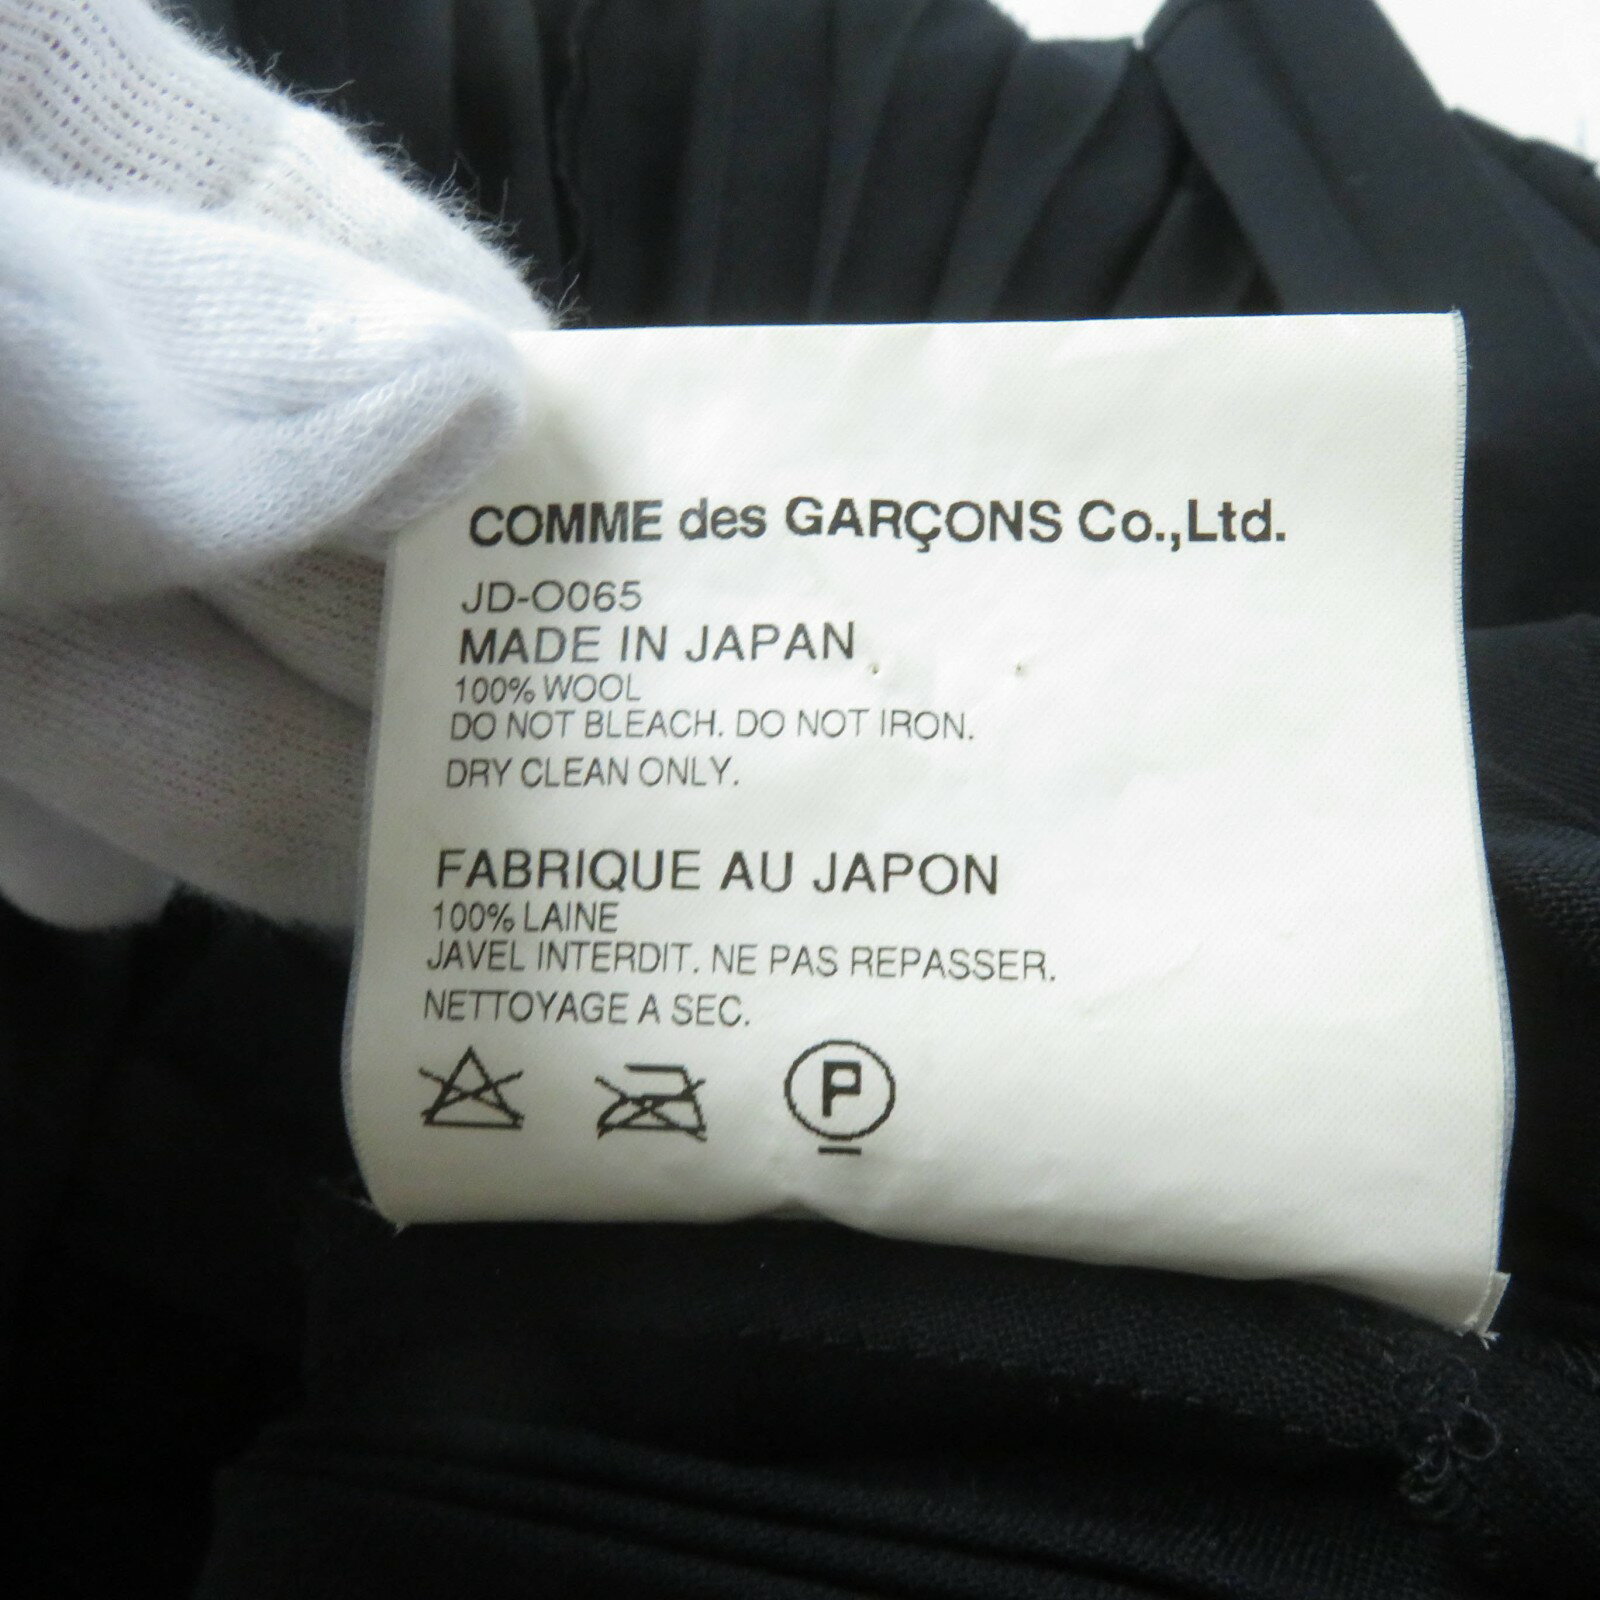 COMME des GARÇONS Co.,Ltd.
JD-O065
MADE IN JAPAN
100% WOOL
DO NOT BLEACH. DO NOT IRON.
DRY CLEAN ONLY.
FABRIQUE AU JAPON
100% LAINE
JAVEL INTERDIT. NE PAS REPASSER.
NETTOYAGE A SEC.
P